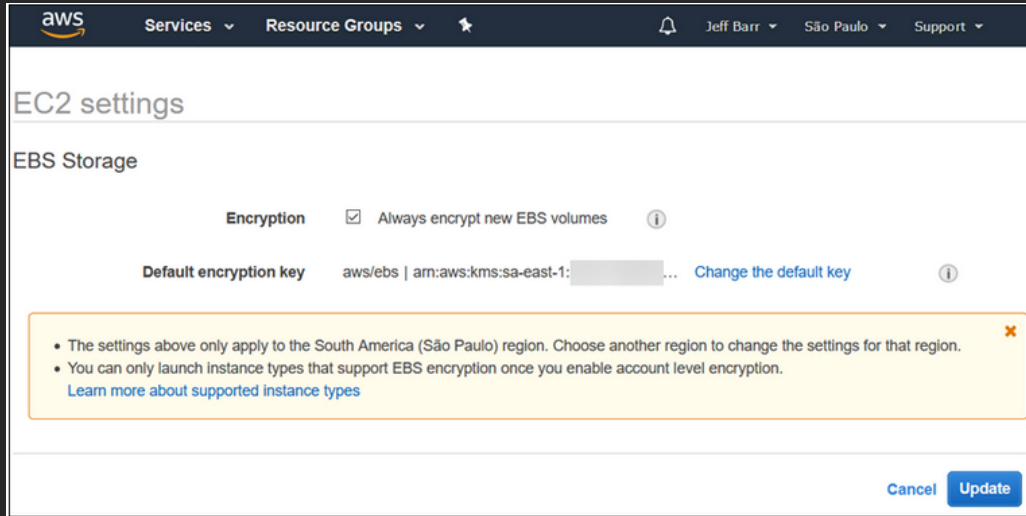 aws Services Resource Groups Jeff Barr São Paulo Support
EC2 settings
EBS Storage
Encryption Always encrypt new EBS volumes
Default encryption key aws/ebs | arn:aws:kms:sa-east-1: ... Change the default key
• The settings above only apply to the South America (São Paulo) region. Choose another region to change the settings for that region.
• You can only launch instance types that support EBS encryption once you enable account level encryption.
Learn more about supported instance types
Cancel Update